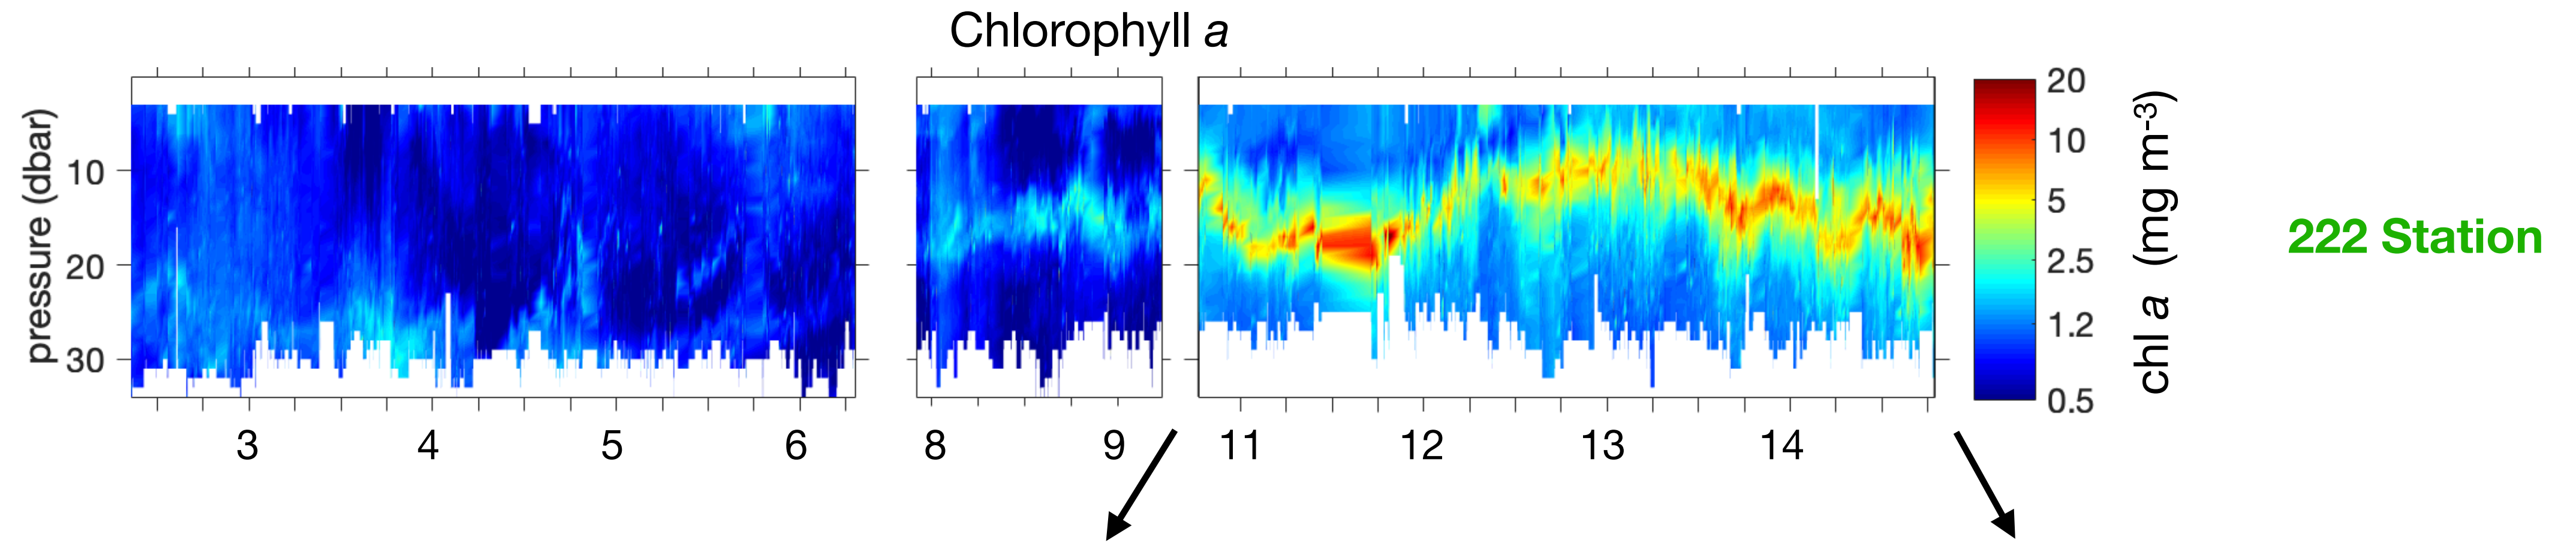 Chlorophyll a
pressure (dbar)
10
20
30
3 4 5 6 8 9 11 12 13 14
20
10
5
2.5
1.2
0.5
chl a (mg m-3)
222 Station